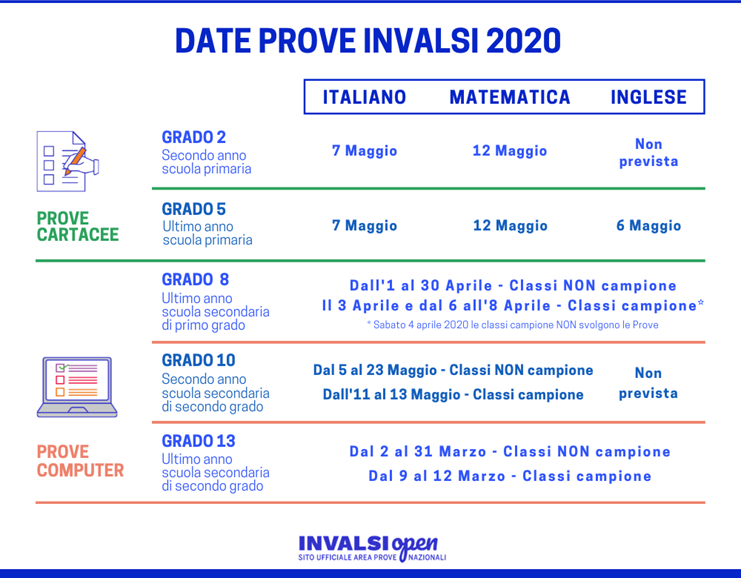 DATE PROVE INVALSI 2020
ITALIANO MATEMATICA INGLESE
GRADO 2
Secondo anno
scuola primaria
7 Maggio
12 Maggio
Non
prevista
PROVE
CARTACEE
GRADO 5
Ultimo anno
scuola primaria
7 Maggio
12 Maggio
6 Maggio
GRADO 8
Ultimo anno
scuola secondaria
di primo grado
Dall'1 al 30 Aprile - Classi NON campione
Il 3 Aprile e dal 6 all'8 Aprile - Classi campione*
* Sabato 4 aprile 2020 le classi campione NON svolgono le Prove
GRADO 10
Secondo anno
scuola secondaria
di secondo grado
Dal 5 al 23 Maggio - Classi NON campione
Dall'11 al 13 Maggio - Classi campione
Non
prevista
PROVE
COMPUTER
GRADO 13
Ultimo anno
scuola secondaria
di secondo grado
Dal 2 al 31 Marzo - Classi NON campione
Dal 9 al 12 Marzo - Classi campione
INVALSI open
SITO UFFICIALE AREA PROVE NAZIONALI